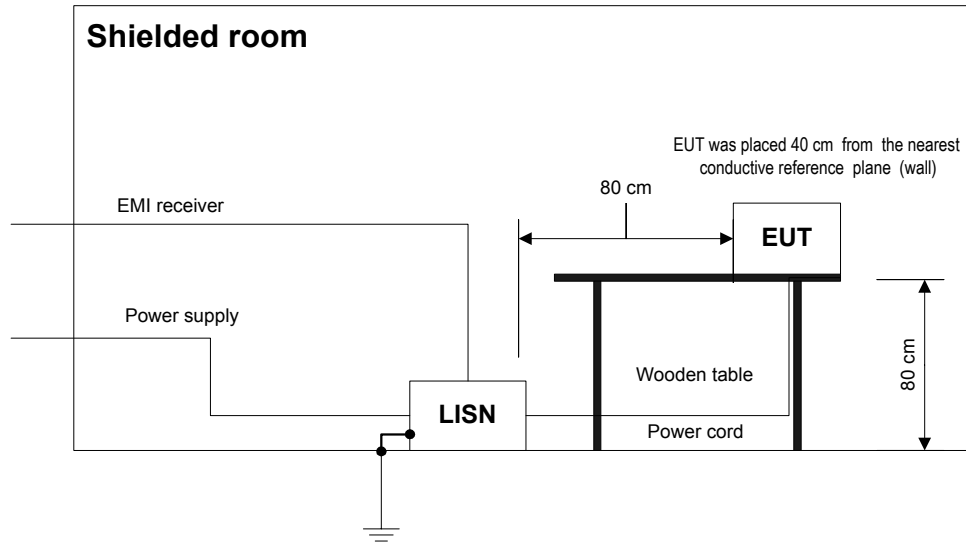 Shielded room
EUT was placed 40 cm from the nearest
conductive reference plane (wall)
80 cm
EMI receiver
EUT
Power supply
80 cm
Wooden table
LISN
Power cord